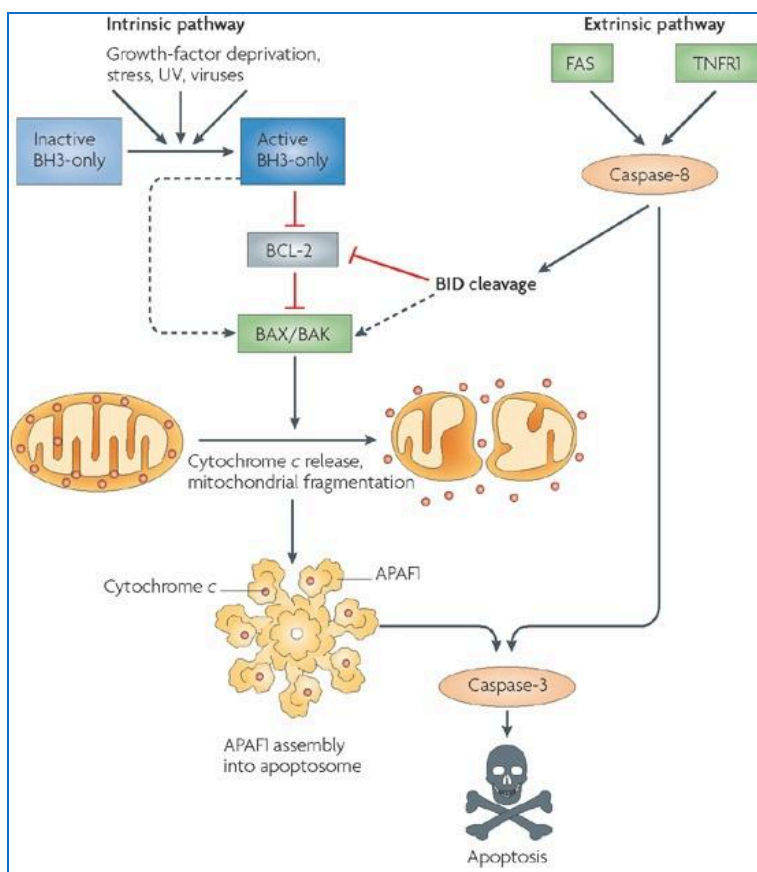 Intrinsic pathway
Growth-factor deprivation,
stress, UV, viruses
Extrinsic pathway
FAS
TNFR1
Inactive
BH3-only
Active
BH3-only
Caspase-8
BCL-2
BID cleavage
BAX/BAK
Cytochrome c release,
mitochondrial fragmentation
Cytochrome c
APAF1
Caspase-3
APAF1 assembly
into apoptosome
Apoptosis